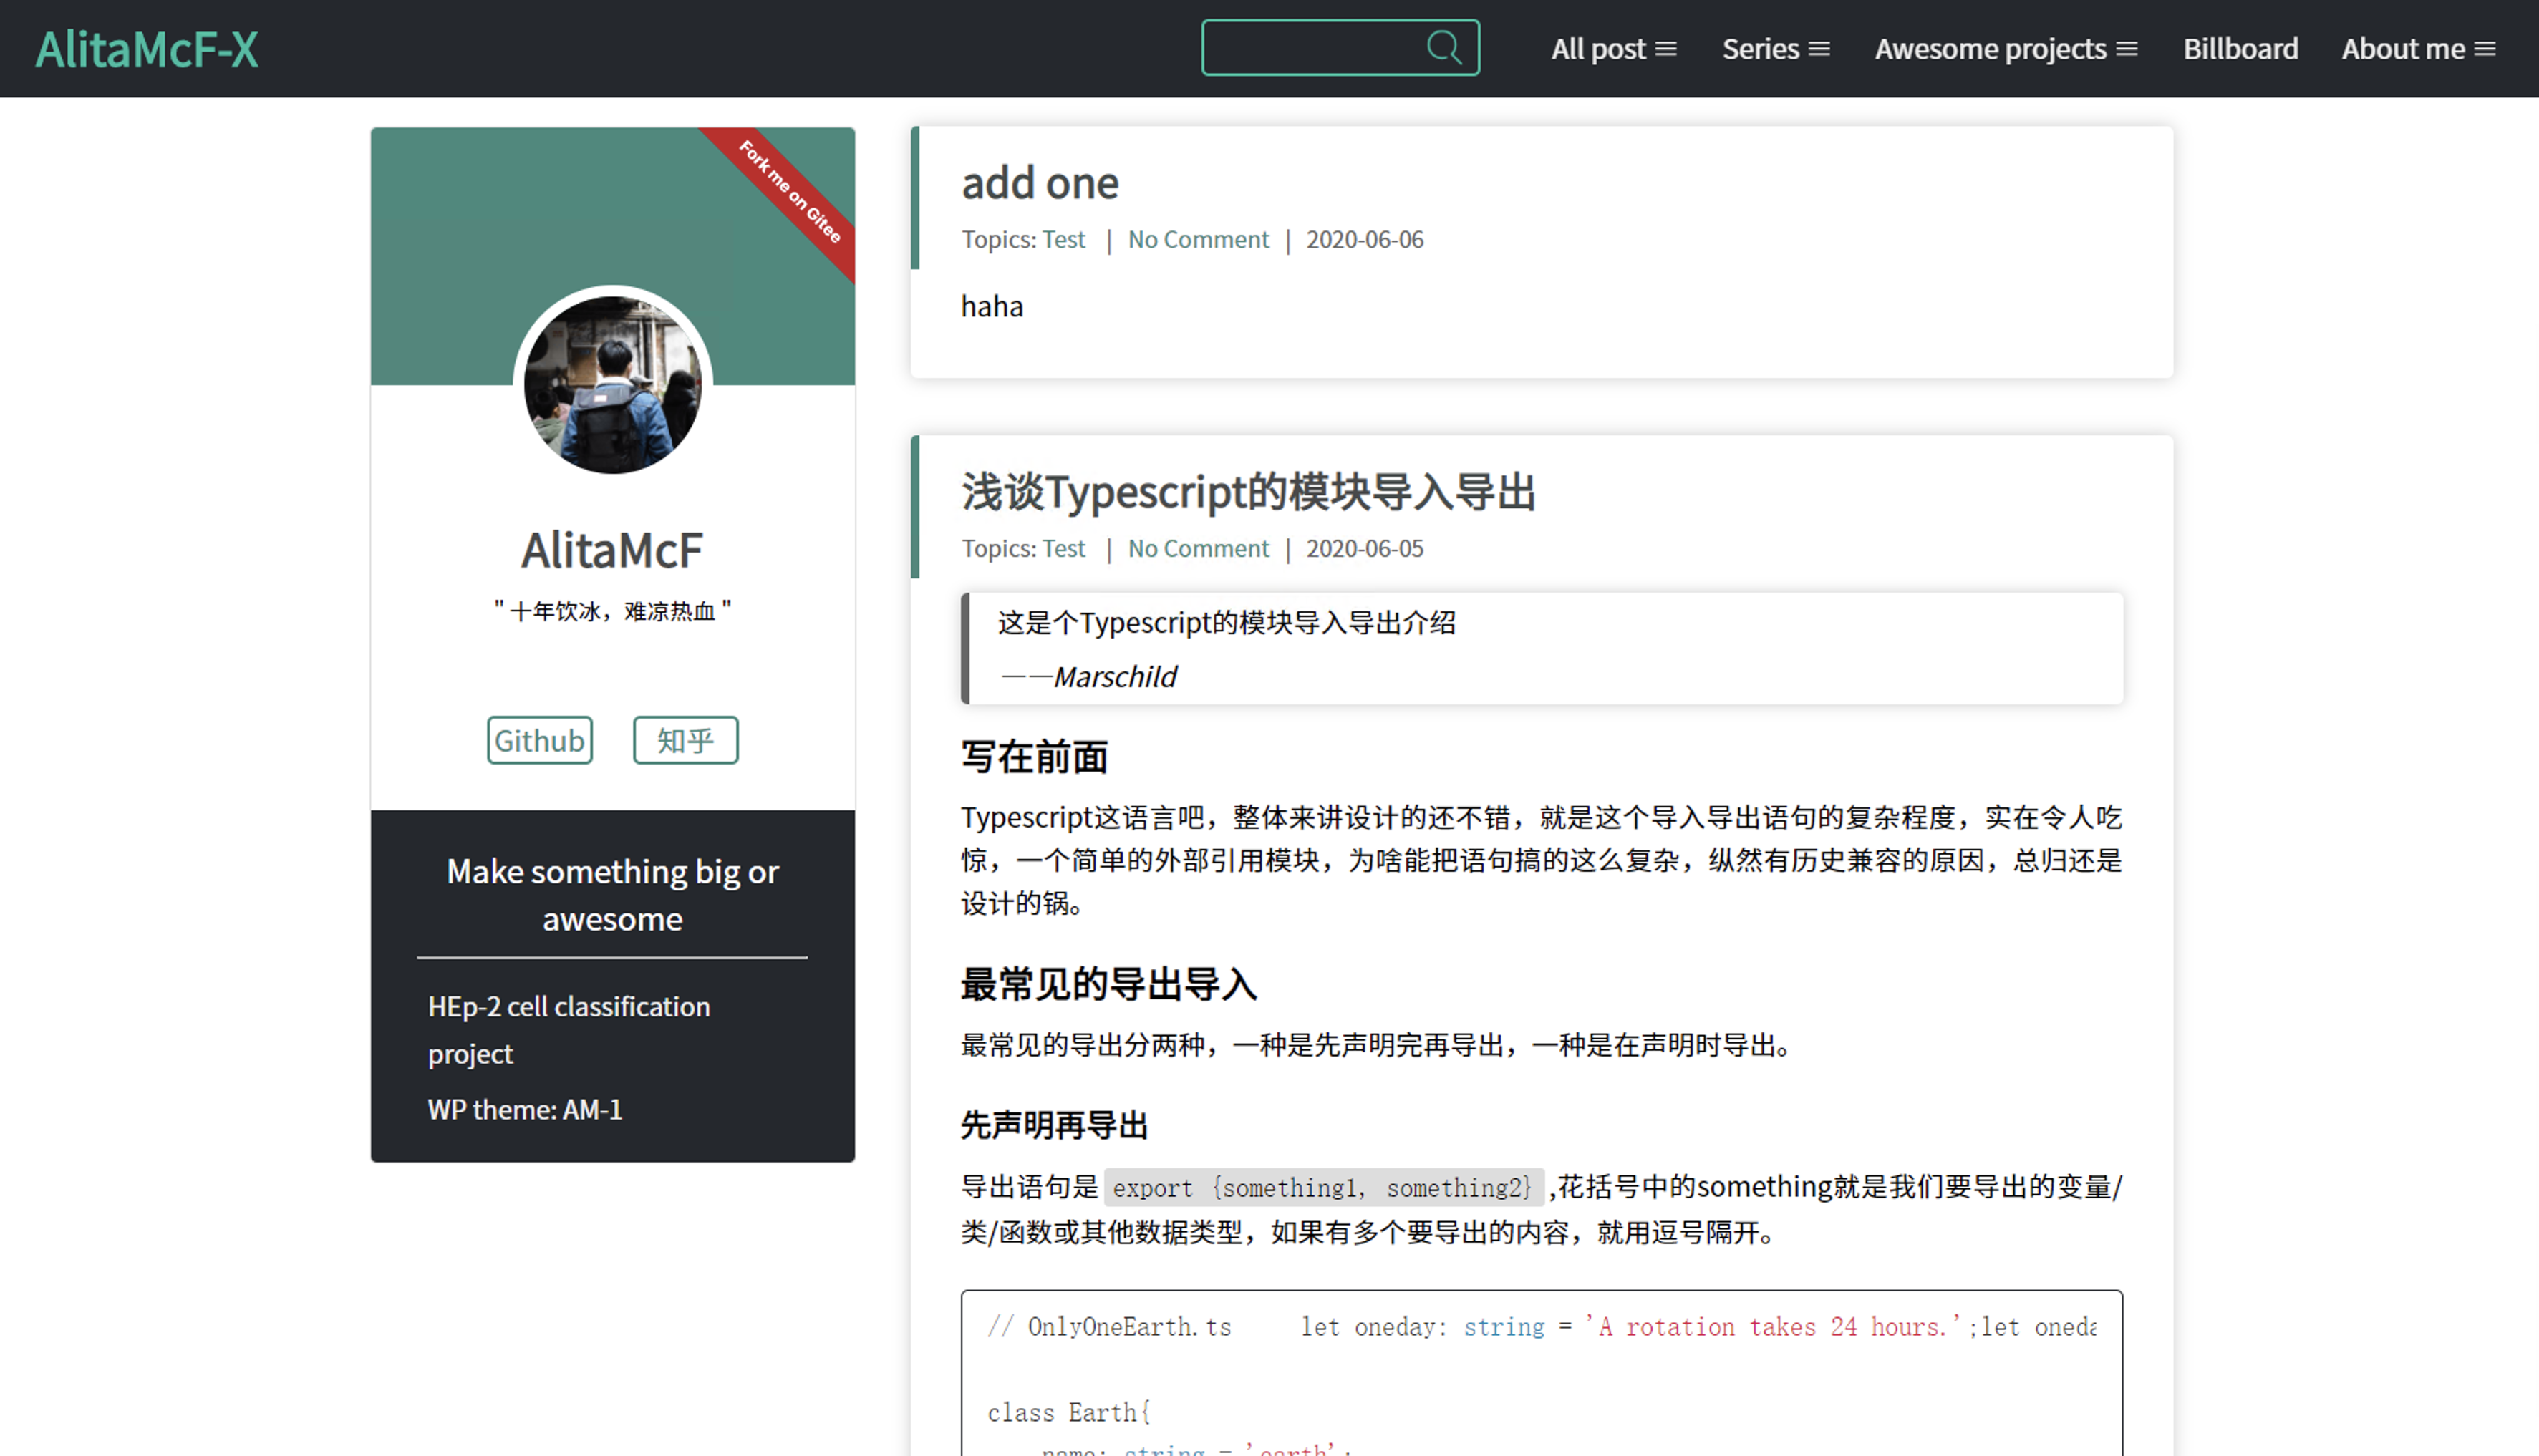 AlitaMcF-X
All post
Series
Awesome projects
Billboard
About me
Fork me on Gitee
AlitaMcF
" 十年饮冰，难凉热血 "
Github
知乎
Make something big or
awesome
HEp-2 cell classification
project
WP theme: AM-1
add one
Topics: Test | No Comment | 2020-06-06
haha
浅谈Typescript的模块导入导出
Topics: Test | No Comment | 2020-06-05
这是个Typescript的模块导入导出介绍
——Marschild
写在前面
Typescript这语言吧，整体来讲设计的还不错，就是这个导入导出语句的复杂程度，实在令人吃
惊，一个简单的外部引用模块，为啥能把语句搞的这么复杂，纵然有历史兼容的原因，总归还是
设计的锅。
最常见的导出导入
最常见的导出分两种，一种是先声明完再导出，一种是在声明时导出。
先声明再导出
导出语句是 export {something1, something2} ,花括号中的something就是我们要导出的变量/
类/函数或其他数据类型，如果有多个要导出的内容，就用逗号隔开。
// OnlyOneEarth.ts let oneday: string = 'A rotation takes 24 hours.';let oneda
class Earth{
name: string = 'earth';